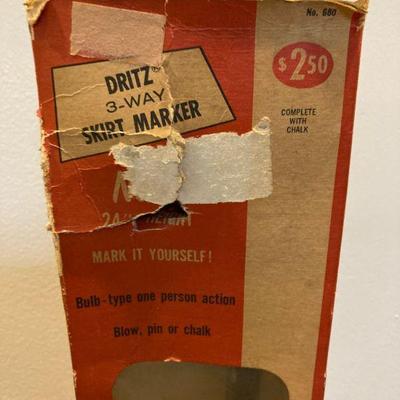 No. 680
$2.50
DRITZ®
3-WAY
SKIRT MARKER
COMPLETE
WITH
CHALK
HEIGHT
MARK IT YOURSELF!
Bulb-type one person action
Blow, pin or chalk